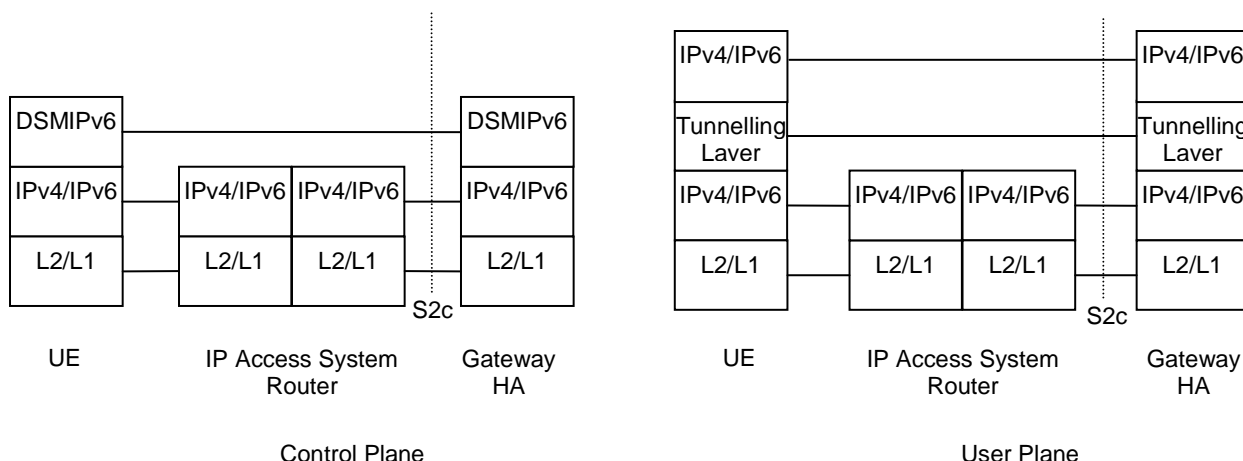 DSMIPv6
DSMIPv6
IPv4/IPv6
IPv4/IPv6
IPv4/IPv6
IPv4/IPv6
L2/L1
L2/L1
L2/L1
L2/L1
S2c
UE
IP Access System
Router
Gateway
HA
Control Plane
IPv4/IPv6
IPv4/IPv6
Tunnelling
Laver
Tunnelling
Laver
IPv4/IPv6
IPv4/IPv6
IPv4/IPv6
IPv4/IPv6
L2/L1
L2/L1
L2/L1
L2/L1
S2c
UE
IP Access System
Router
Gateway
HA
User Plane